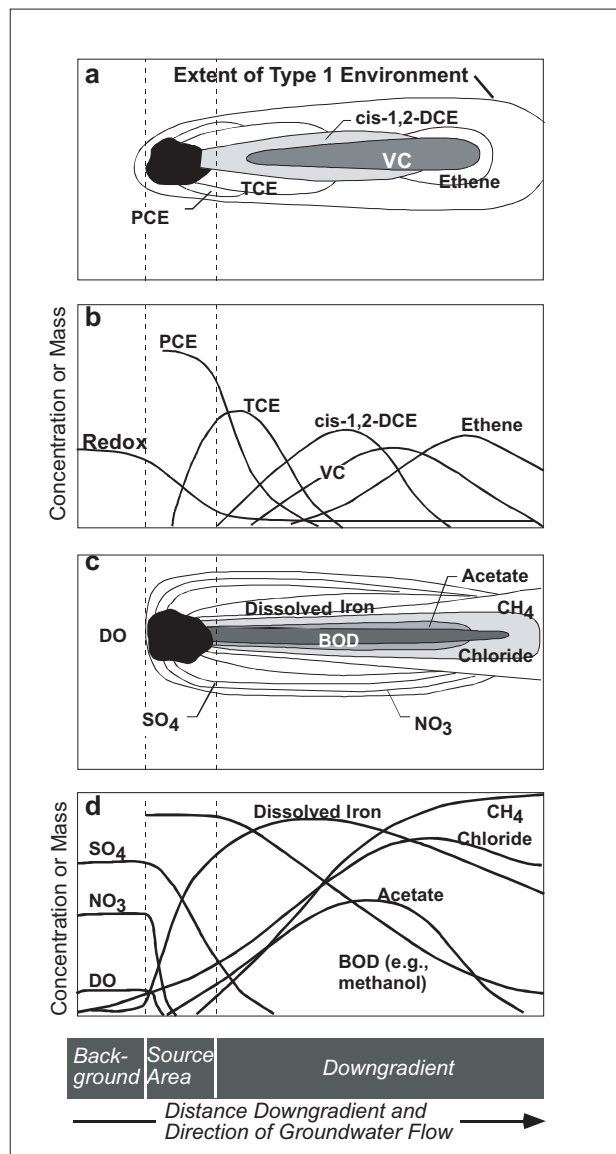 a
Extent of Type 1 Environment
cis-1,2-DCE
VC
TCE
Ethene
PCE
b
Concentration or Mass
PCE
TCE
cis-1,2-DCE
Ethene
Redox
VC
c
Acetate
Dissolved Iron
CH4
DO
BOD
Chloride
SO4
NO3
d
Concentration or Mass
Dissolved Iron
CH4
Chloride
SO4
Acetate
NO3
BOD (e.g.,
methanol)
DO
Back-
ground
Source
Area
Downgradient
Distance Downgradient and
Direction of Groundwater Flow